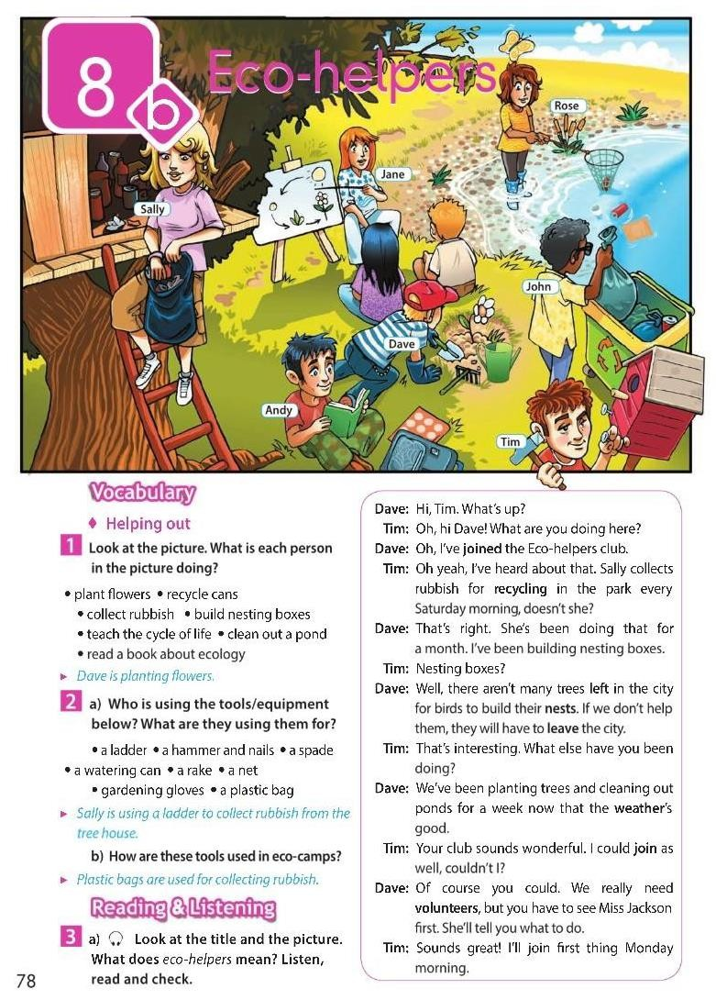 8
b
Eco-helpers
Rose
Jane
Sally
John
Dave
Andy
Tim
Vocabulary
♦ Helping out
1 Look at the picture. What is each person
in the picture doing?
• plant flowers • recycle cans
• collect rubbish • build nesting boxes
• teach the cycle of life • clean out a pond
• read a book about ecology
► Dave is planting flowers.
2 a) Who is using the tools/equipment
below? What are they using them for?
• a ladder • a hammer and nails • a spade
• a watering can • a rake • a net
• gardening gloves • a plastic bag
► Sally is using a ladder to collect rubbish from the
tree house.
b) How are these tools used in eco-camps?
► Plastic bags are used for collecting rubbish.
Reading & Listening
3 a) Look at the title and the picture.
What does eco-helpers mean? Listen,
read and check.
78
Dave: Hi, Tim. What's up?
Tim: Oh, hi Dave! What are you doing here?
Dave: Oh, I've joined the Eco-helpers club.
Tim: Oh yeah, I've heard about that. Sally collects
rubbish for recycling in the park every
Saturday morning, doesn't she?
Dave: That's right. She's been doing that for
a month. I've been building nesting boxes.
Tim: Nesting boxes?
Dave: Well, there aren't many trees left in the city
for birds to build their nests. If we don't help
them, they will have to leave the city.
Tim: That's interesting. What else have you been
doing?
Dave: We've been planting trees and cleaning out
ponds for a week now that the weather's
good.
Tim: Your club sounds wonderful. I could join as
well, couldn't I?
Dave: Of course you could. We really need
volunteers, but you have to see Miss Jackson
first. She'll tell you what to do.
Tim: Sounds great! I'll join first thing Monday
morning.